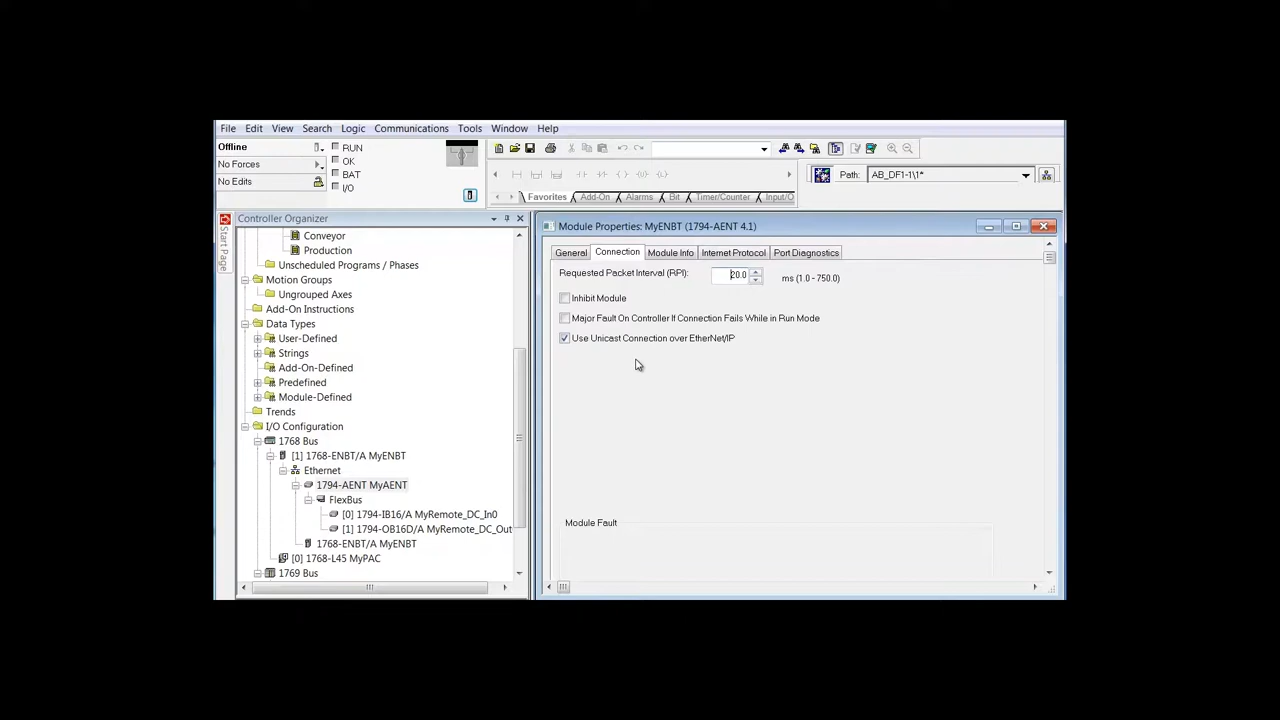 File Edit View Search Logic Communications Tools Window Help
Offline
RUN
No Forces
OK
No Edits
BAT
I/O
Path: AB_DF1-1\1*
Favorites Add-On Alarms Bit Timer/Counter Input/O
Start Page
Controller Organizer
Conveyor
Production
Unscheduled Programs / Phases
Motion Groups
Ungrouped Axes
Add-On Instructions
Data Types
User-Defined
Strings
Add-On-Defined
Predefined
Module-Defined
Trends
I/O Configuration
1768 Bus
[1] 1768-ENBT/A MyENBT
Ethernet
1794-AENT MyAENT
FlexBus
[0] 1794-IB16/A MyRemote_DC_In0
[1] 1794-OB16D/A MyRemote_DC_Out
1768-ENBT/A MyENBT
[0] 1768-L45 MyPAC
1769 Bus
Module Properties: MyENBT (1794-AENT 4.1)
General Connection Module Info Internet Protocol Port Diagnostics
Requested Packet Interval (RPI): 20.0 ms (1.0 - 750.0)
Inhibit Module
Major Fault On Controller If Connection Fails While in Run Mode
Use Unicast Connection over EtherNet/IP
Module Fault